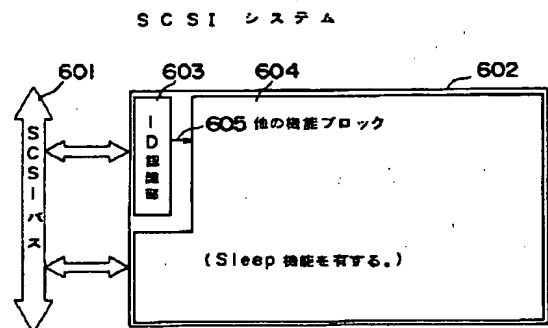 SCSI システム
601
603
604
602
SCSIバス
ID認識部
605 他の機能ブロック
(Sleep 機能を有する。)